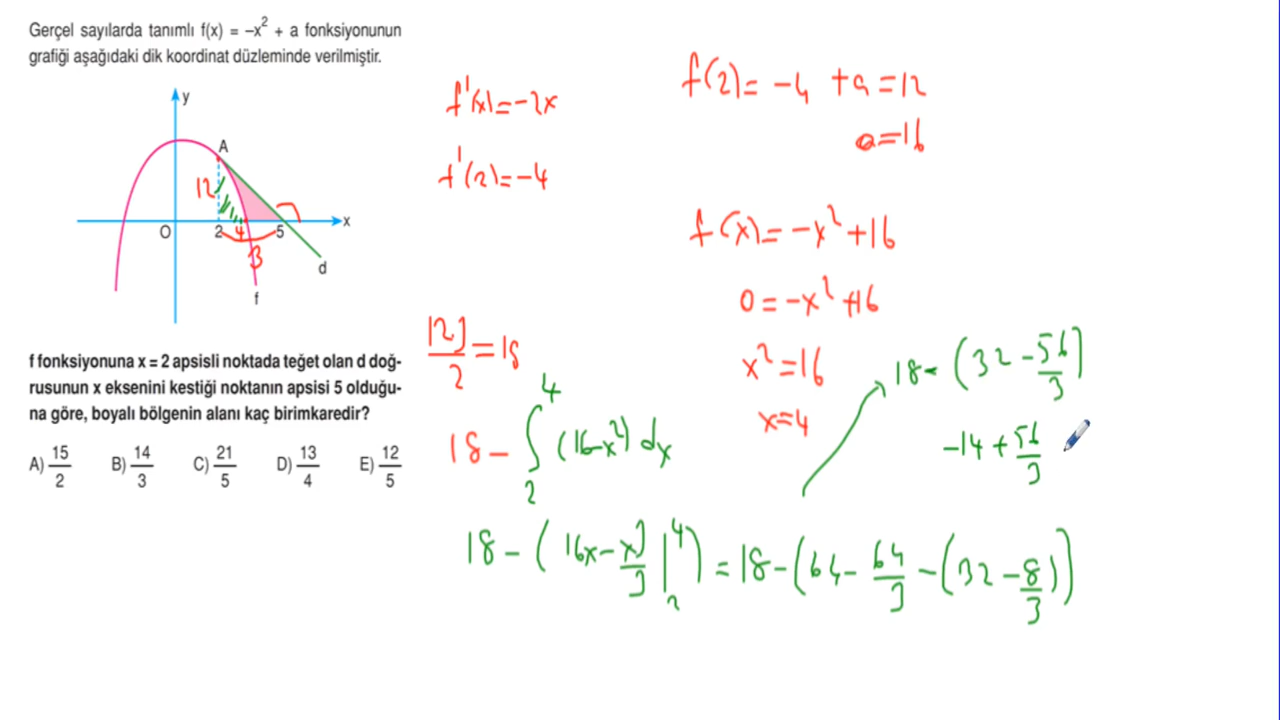 Gerçel sayılarda tanımlı f(x) = –x² + a fonksiyonunun
grafiği aşağıdaki dik koordinat düzleminde verilmiştir.
y
A
12
O
2
4
5
x
3
d
f
f fonksiyonuna x = 2 apsisli noktada teğet olan d doğ-
rusunun x eksenini kestiği noktanın apsisi 5 olduğu-
na göre, boyalı bölgenin alanı kaç birimkaredir?
A) 15/2 B) 14/3 C) 21/5 D) 13/4 E) 12/5
f'(x) = -2x
f'(2) = -4
f(2) = -4 + a = 12
a = 16
f(x) = -x² + 16
0 = -x² + 16
x² = 16
x = 4
12 3/2 = 18
18 - ∫₂⁴ (16-x²) dx
18 - (16x - x³/3 |₂⁴) = 18 - (64 - 64/3 - (32 - 8/3))
18 - (32 - 56/3)
-14 + 56/3